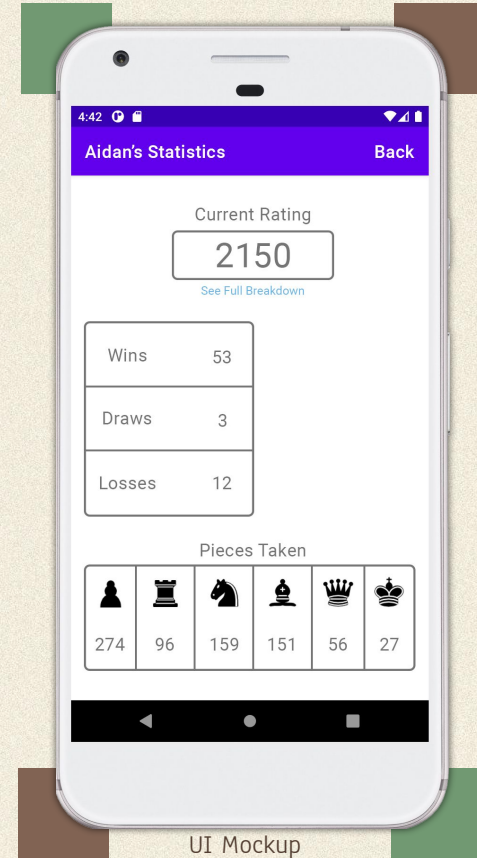 4:42
Aidan's Statistics Back
Current Rating
2150
See Full Breakdown
Wins 53
Draws 3
Losses 12
Pieces Taken
274 96 159 151 56 27
UI Mockup